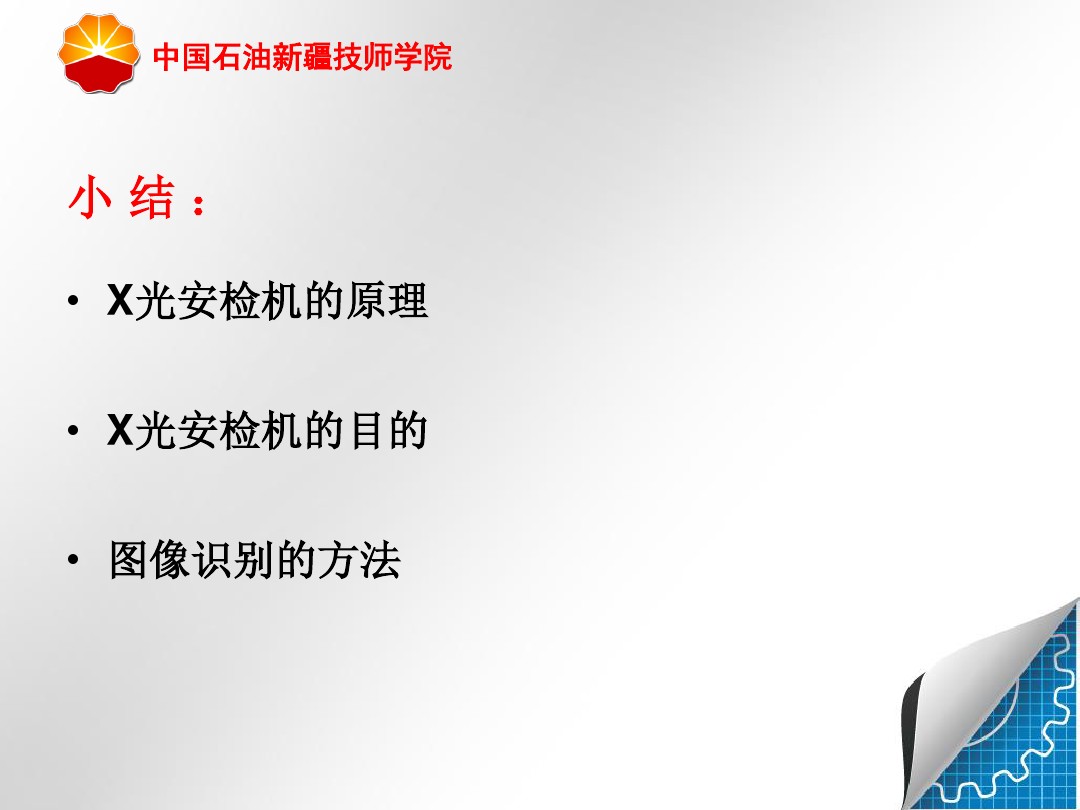 中国石油新疆技师学院
小 结 ：
• X光安检机的原理
• X光安检机的目的
• 图像识别的方法